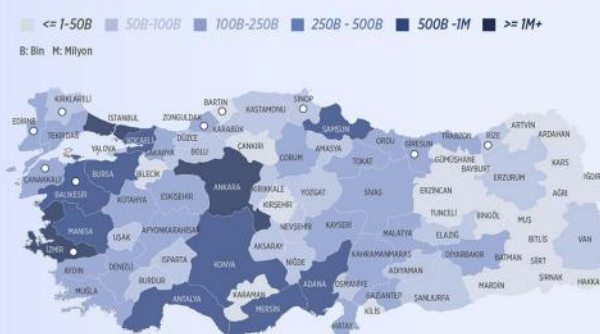 <= 1-50B 50B-100B 100B-250B 250B - 500B 500B -1M >= 1M+
B: Bin M: Milyon
KIRKLARELİ
EDİRNE
TEKİRDAĞ
İSTANBUL
YALOVA
KOCAELİ
SAKARYA
DÜZCE
ZONGULDAK
BARTIN
KARABÜK
BOLU
KASTAMONU
SİNOP
ÇANKIRI
SAMSUN
ÇORUM
AMASYA
ORDU
TOKAT
GİRESUN
TRABZON
RİZE
ARTVİN
ARDAHAN
GÜMÜŞHANE
BAYBURT
KARS
ERZURUM
AĞRI
ÇANAKKALE
BALIKESİR
BURSA
BİLECİK
KÜTAHYA
ESKİŞEHİR
ANKARA
KIRIKKALE
KIRŞEHİR
YOZGAT
SİVAS
ERZİNCAN
TUNCELİ
BİNGÖL
MUŞ
MANİSA
İZMİR
UŞAK
AFYONKARAHİSAR
AKSARAY
NEVŞEHİR
KAYSERİ
MALATYA
ELAZIĞ
BİTLİS
VAN
AYDIN
DENİZLİ
ISPARTA
KONYA
NİĞDE
KAHRAMANMARAŞ
DİYARBAKIR
BATMAN
SİİRT
ADIYAMAN
ŞIRNAK
MUĞLA
BURDUR
ANTALYA
KARAMAN
MERSİN
ADANA
OSMANİYE
GAZİANTEP
ŞANLIURFA
MARDİN
KİLİS
HATAY